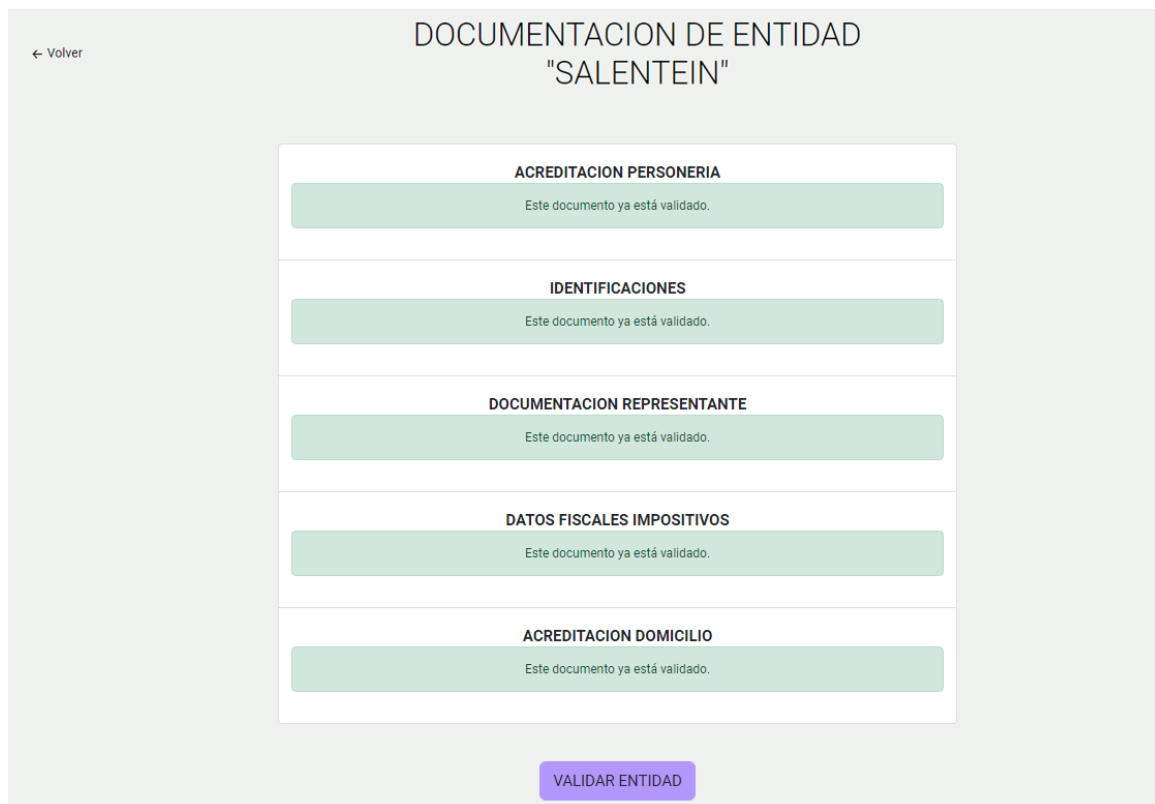 ← Volver
DOCUMENTACION DE ENTIDAD
"SALENTEIN"
ACREDITACION PERSONERIA
Este documento ya está validado.
IDENTIFICACIONES
Este documento ya está validado.
DOCUMENTACION REPRESENTANTE
Este documento ya está validado.
DATOS FISCALES IMPOSITIVOS
Este documento ya está validado.
ACREDITACION DOMICILIO
Este documento ya está validado.
VALIDAR ENTIDAD